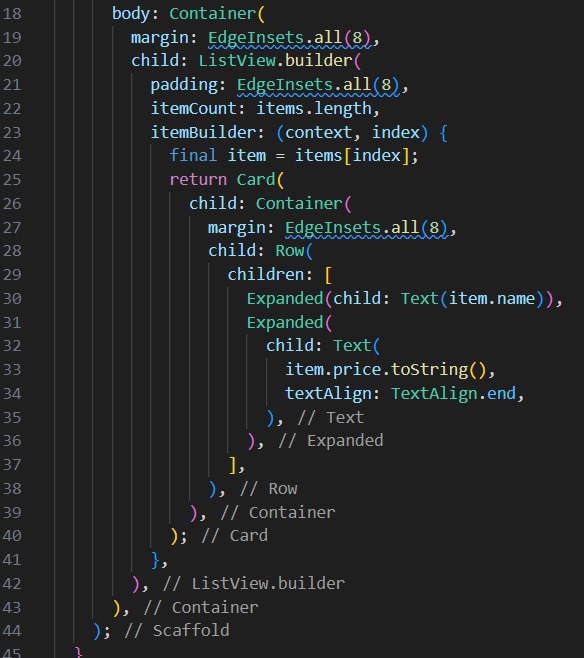 18 body: Container(
19 margin: EdgeInsets.all(8),
20 child: ListView.builder(
21 padding: EdgeInsets.all(8),
22 itemCount: items.length,
23 itemBuilder: (context, index) {
24 final item = items[index];
25 return Card(
26 child: Container(
27 margin: EdgeInsets.all(8),
28 child: Row(
29 children: [
30 Expanded(child: Text(item.name)),
31 Expanded(
32 child: Text(
33 item.price.toString(),
34 textAlign: TextAlign.end,
35 ), // Text
36 ), // Expanded
37 ],
38 ), // Row
39 ), // Container
40 ); // Card
41 },
42 ), // ListView.builder
43 ), // Container
44 ); // Scaffold
45 }